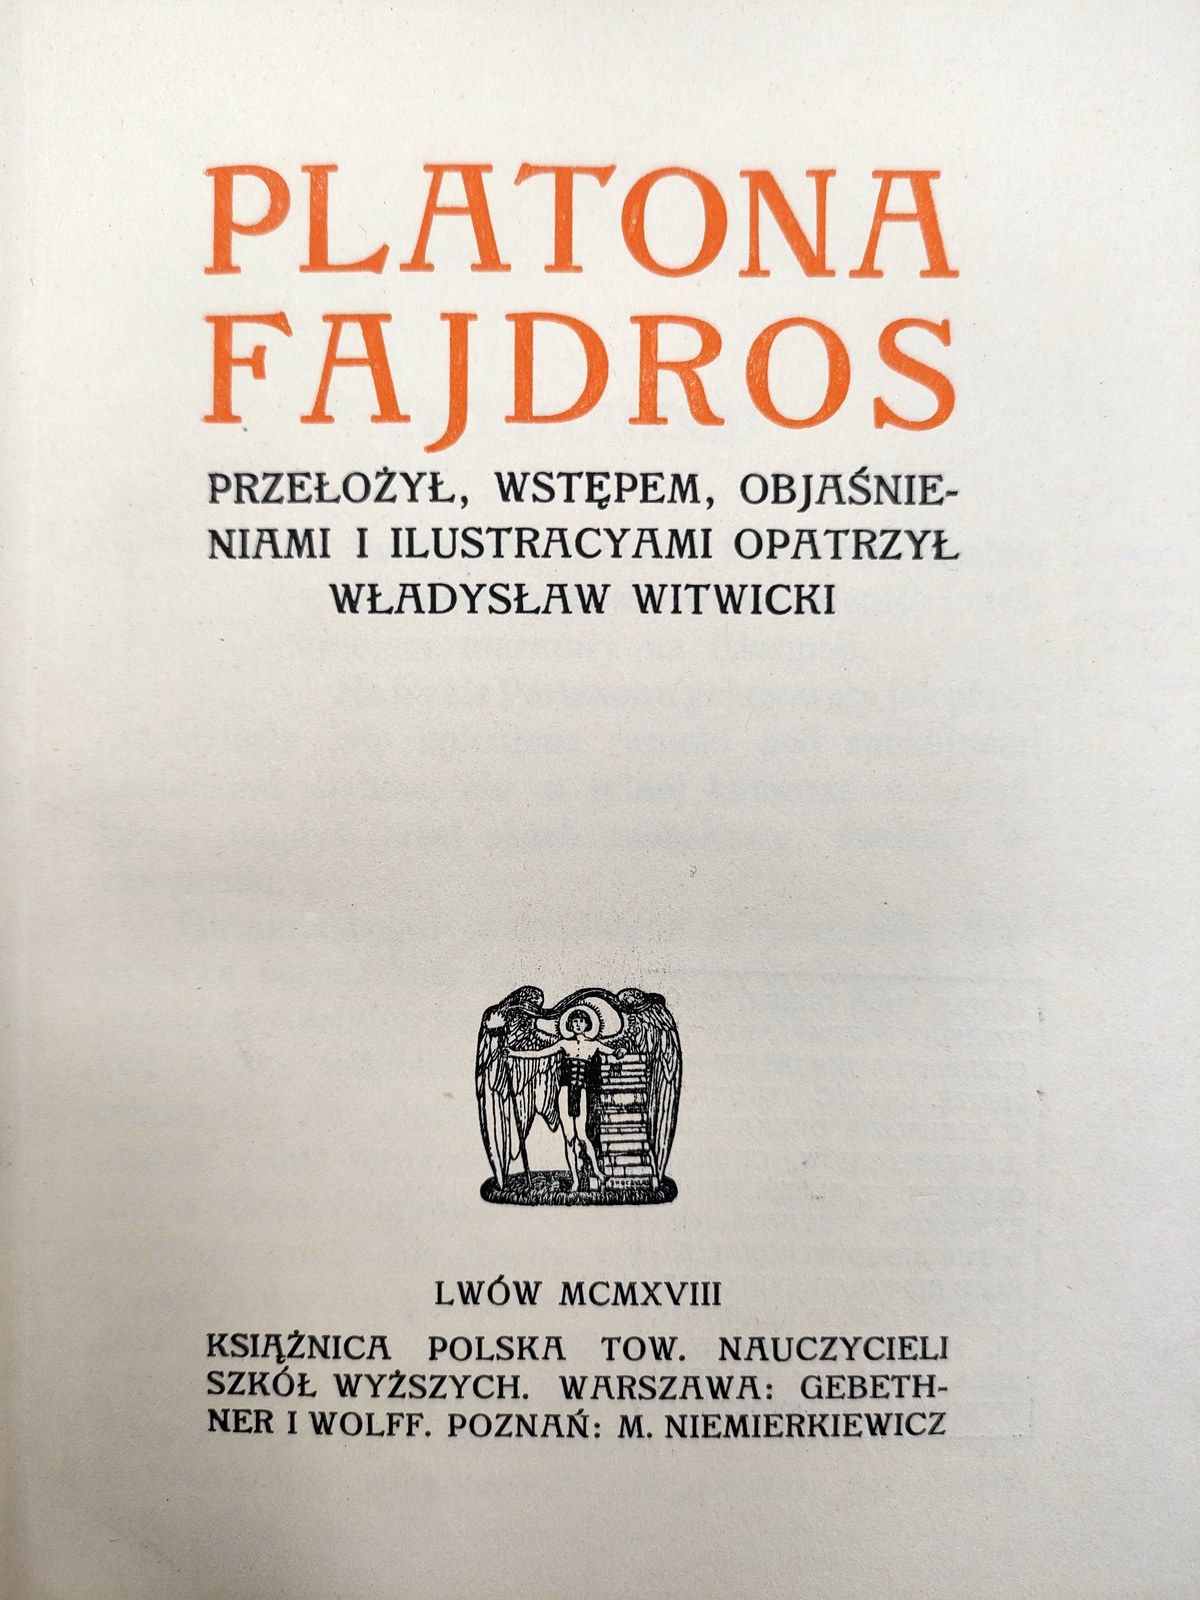 PLATONA
FAJDROS
PRZEŁOŻYŁ, WSTĘPEM, OBJAŚNIE-
NIAMI I ILUSTRACYAMI OPATRZYŁ
WŁADYSŁAW WITWICKI
LWÓW MCMXVIII
KSIĄŻNICA POLSKA TOW. NAUCZYCIELI
SZKÓŁ WYŻSZYCH. WARSZAWA: GEBETH-
NER I WOLFF. POZNAŃ: M. NIEMIERKIEWICZ